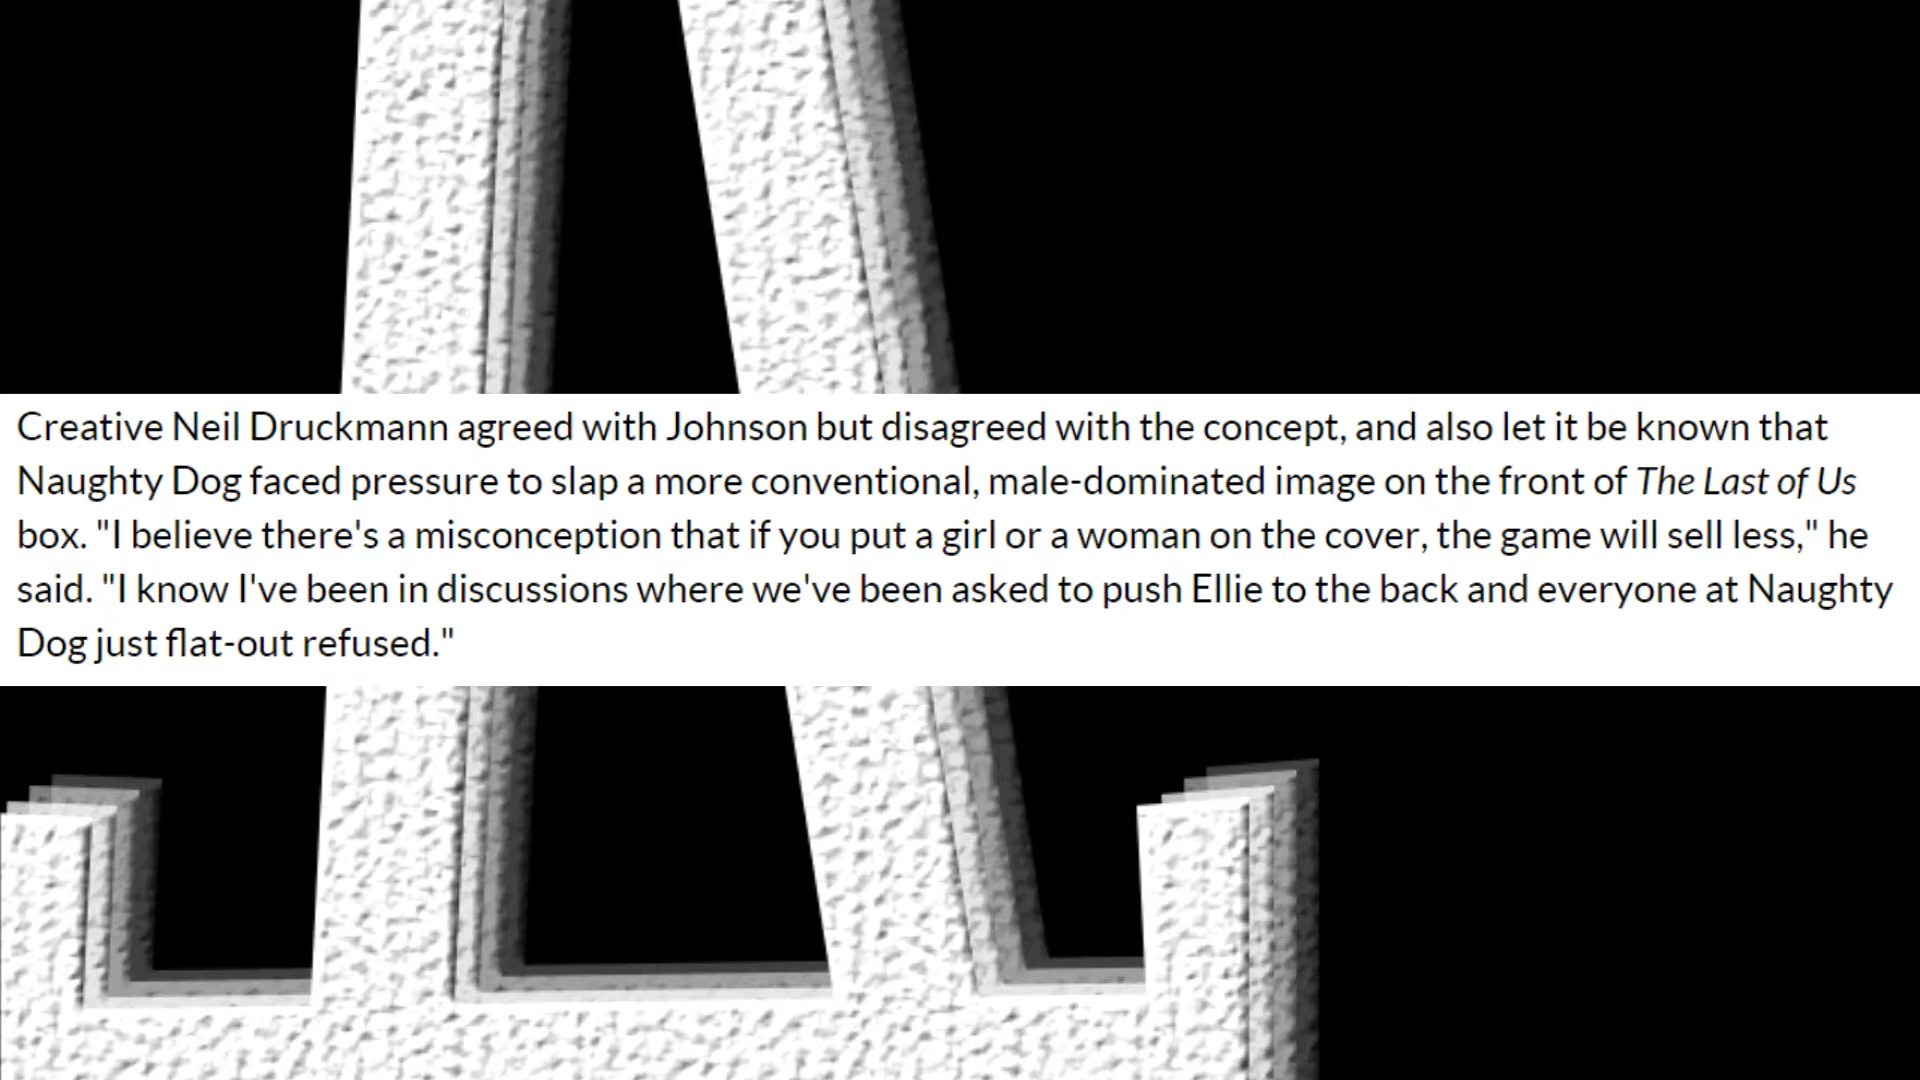 Creative Neil Druckmann agreed with Johnson but disagreed with the concept, and also let it be known that
Naughty Dog faced pressure to slap a more conventional, male-dominated image on the front of The Last of Us
box. "I believe there's a misconception that if you put a girl or a woman on the cover, the game will sell less," he
said. "I know I've been in discussions where we've been asked to push Ellie to the back and everyone at Naughty
Dog just flat-out refused."